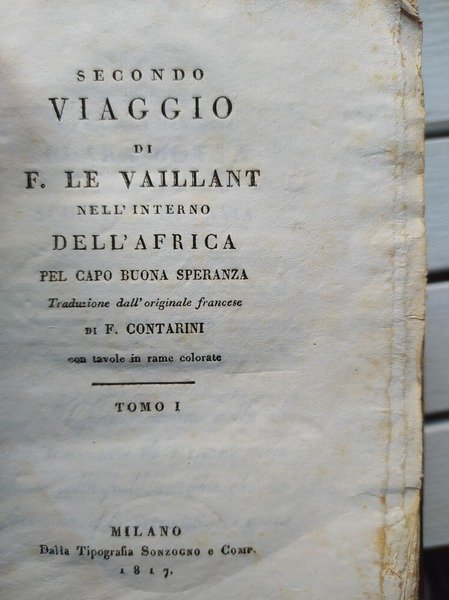 SECONDO
VIAGGIO
DI
F. LE VAILLANT
NELL'INTERNO
DELL'AFRICA
PEL CAPO BUONA SPERANZA
Traduzione dall'originale francese
DI F. CONTARINI
con tavole in rame colorate
TOMO I
MILANO
Dalla Tipografia SONZOGNO e COMP.
1817.